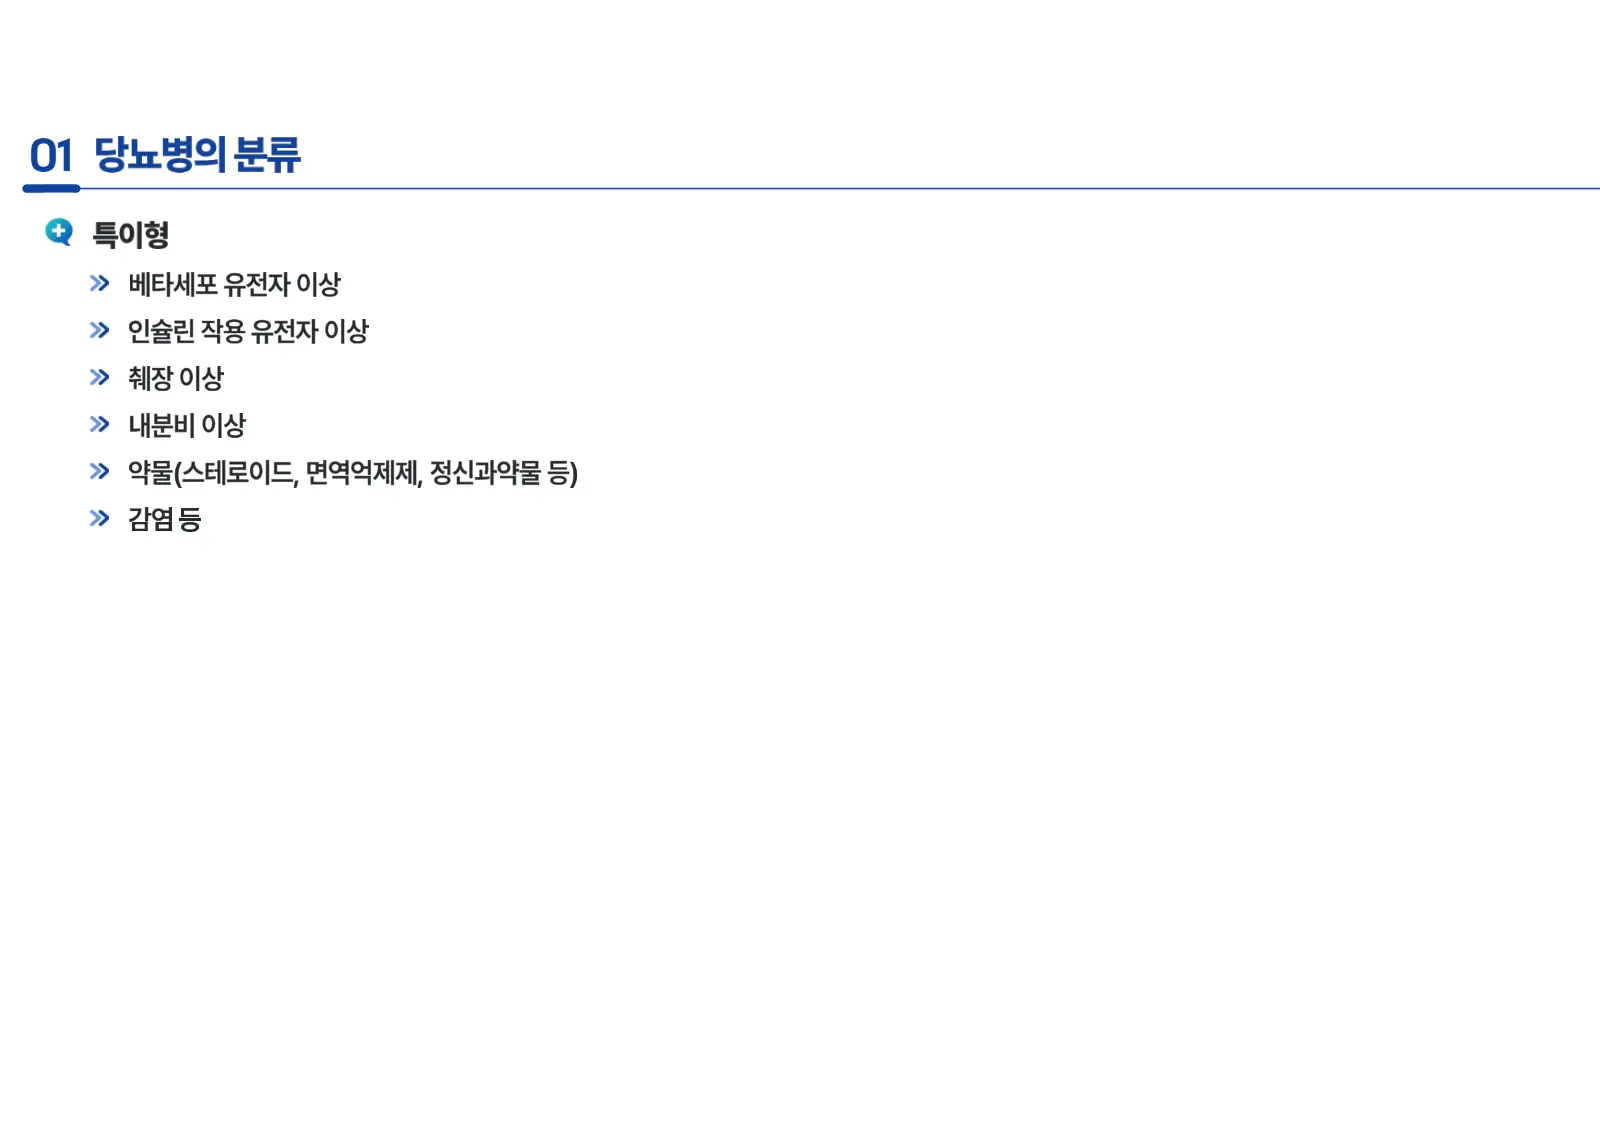 01 당뇨병의 분류
특이형
베타세포 유전자 이상
인슐린 작용 유전자 이상
췌장 이상
내분비 이상
약물(스테로이드, 면역억제제, 정신과약물 등)
감염 등